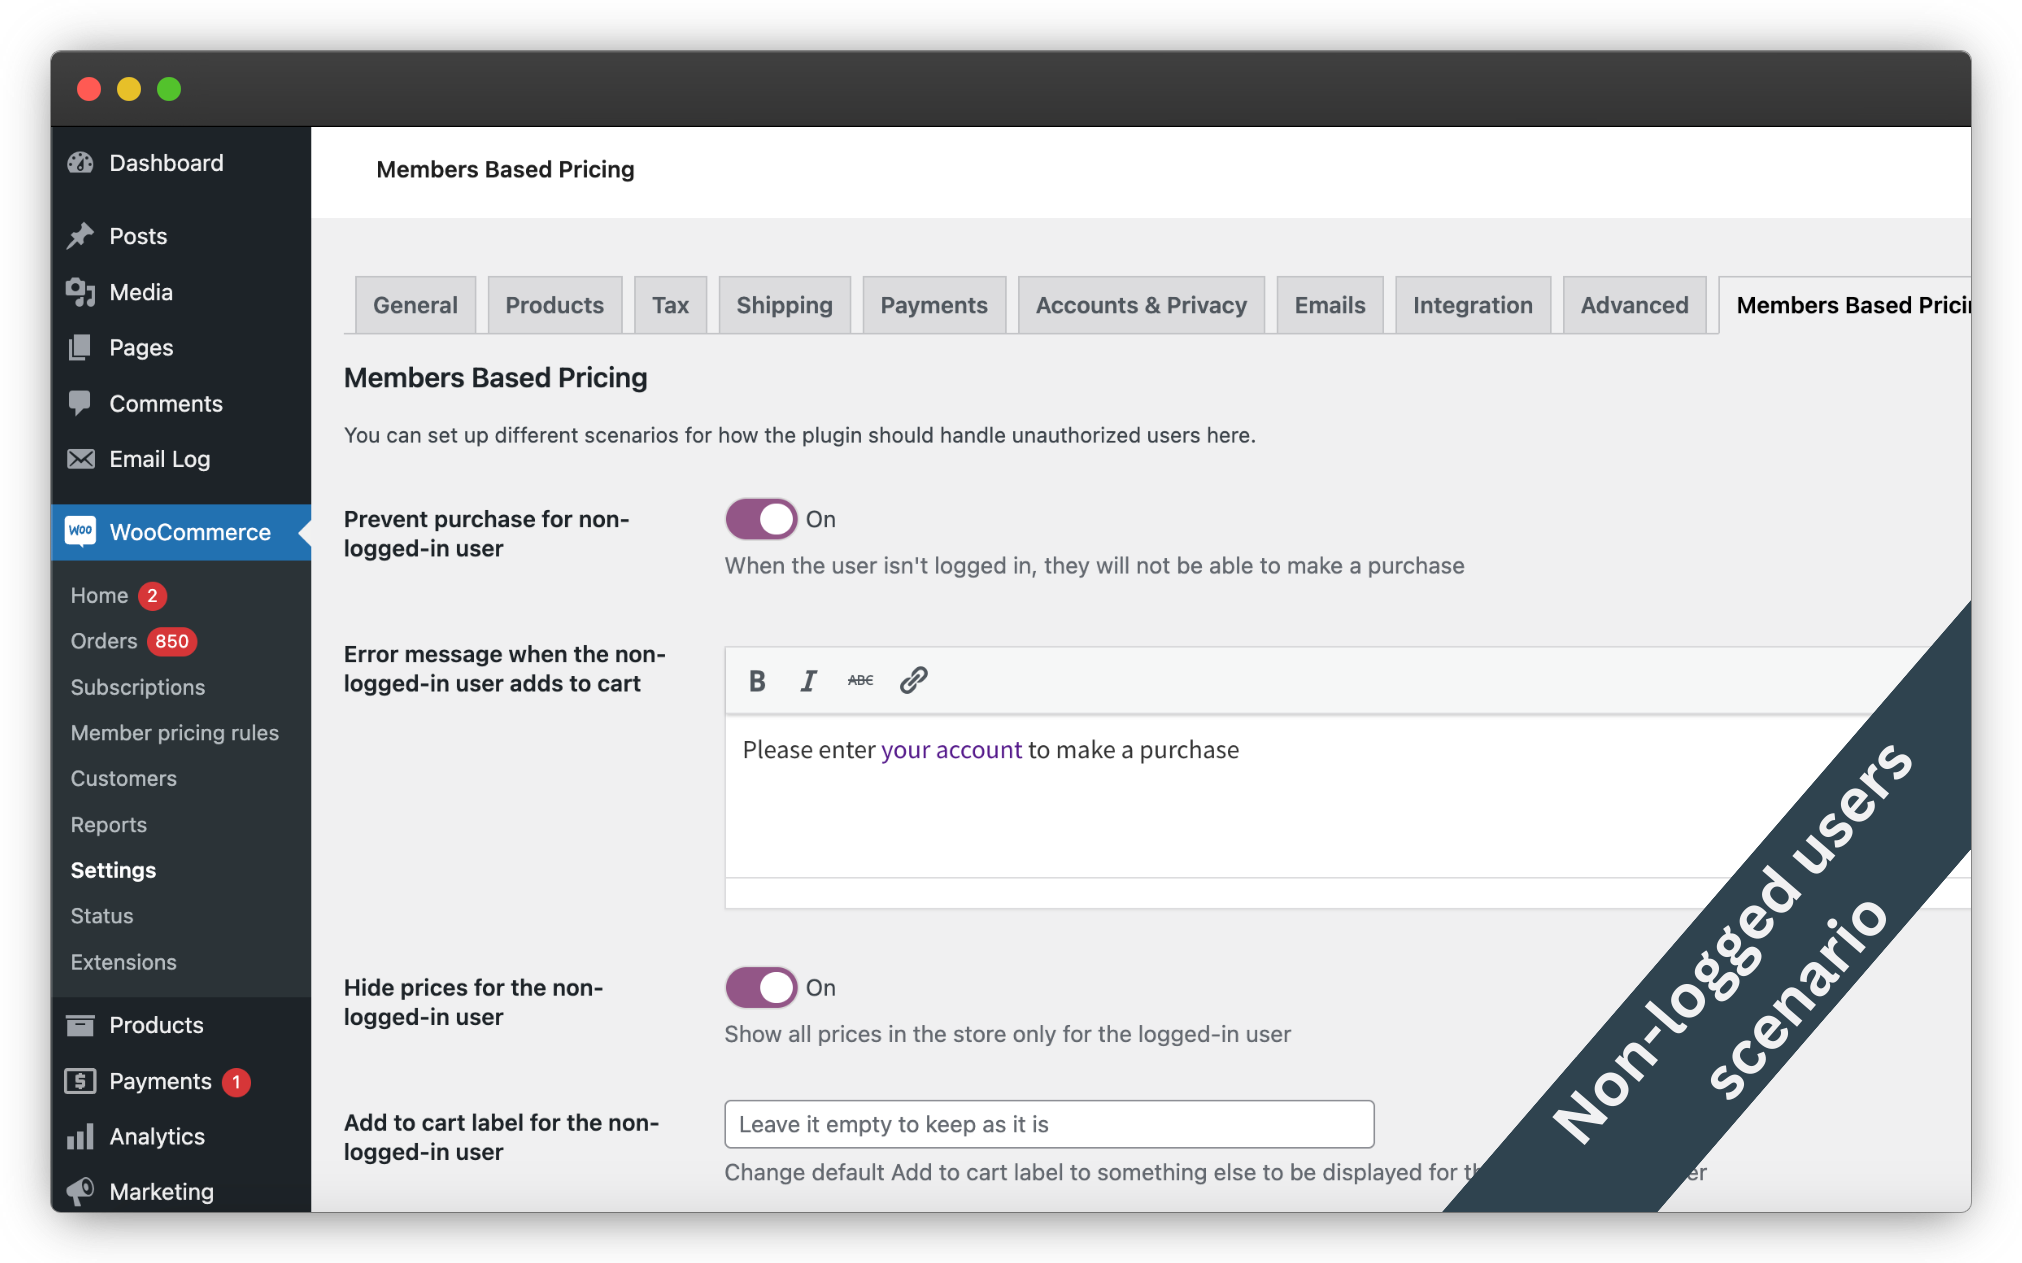 Dashboard
Posts
Media
Pages
Comments
Email Log
WOO WooCommerce
Home 2
Orders 850
Subscriptions
Member pricing rules
Customers
Reports
Settings
Status
Extensions
Products
Payments 1
Analytics
Marketing
Members Based Pricing
General Products Tax Shipping Payments Accounts & Privacy Emails Integration Advanced Members Based Prici
Members Based Pricing
You can set up different scenarios for how the plugin should handle unauthorized users here.
Prevent purchase for non-
logged-in user
On
When the user isn't logged in, they will not be able to make a purchase
Error message when the non-
logged-in user adds to cart
B I ABC
Please enter your account to make a purchase
Hide prices for the non-
logged-in user
On
Show all prices in the store only for the logged-in user
Add to cart label for the non-
logged-in user
Leave it empty to keep as it is
Change default Add to cart label to something else to be displayed for
Non-logged users
scenario